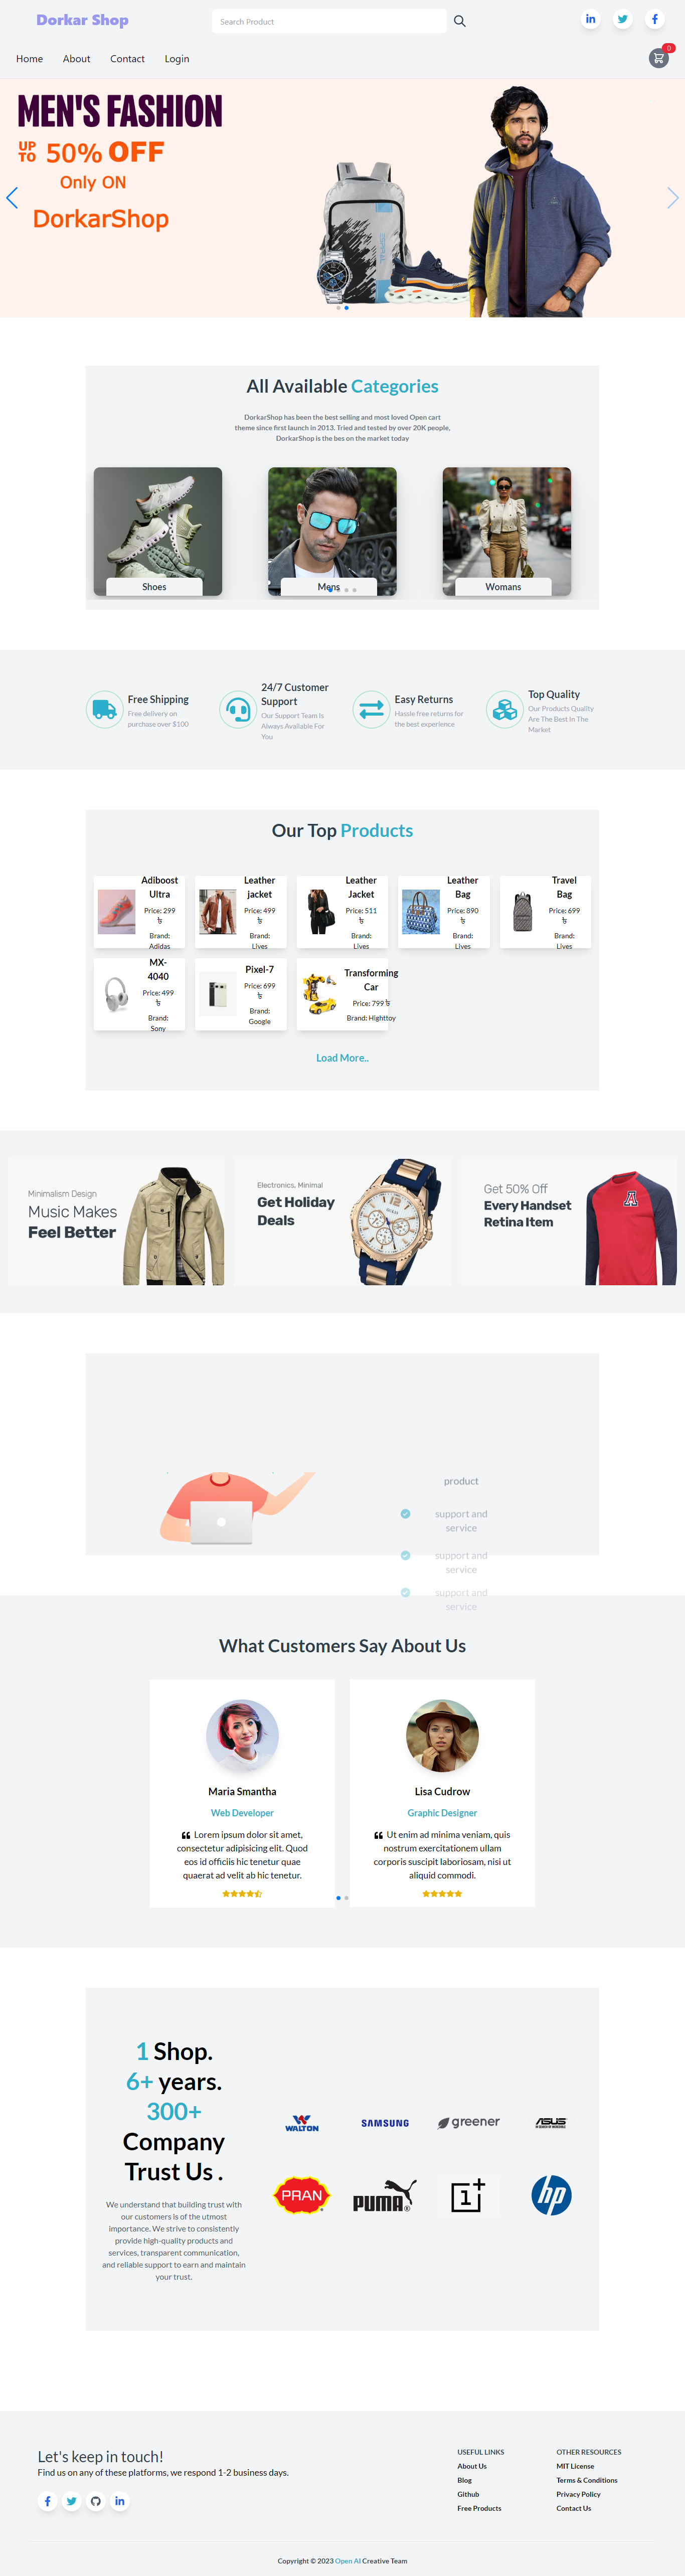 Dorkar Shop
Search Product
Home About Contact Login
0
MEN'S FASHION
UP TO 50% OFF
Only ON
DorkarShop
All Available Categories
DorkarShop has been the best selling and most loved Open cart
theme since first launch in 2013. Tried and tested by over 20K people,
DorkarShop is the bes on the market today
Shoes
Mens
Womans
Free Shipping
Free delivery on
purchase over $100
24/7 Customer
Support
Our Support Team Is
Always Available For
You
Easy Returns
Hassle free returns for
the best experience
Top Quality
Our Products Quality
Are The Best In The
Market
Our Top Products
Adiboost
Ultra
Price: 299
৳
Brand:
Adidas
Leather
jacket
Price: 499
৳
Brand:
Lives
Leather
Jacket
Price: 511
৳
Brand:
Lives
Leather
Bag
Price: 890
৳
Brand:
Lives
Travel
Bag
Price: 699
৳
Brand:
Lives
MX-
4040
Price: 499
৳
Brand:
Sony
Pixel-7
Price: 699
৳
Brand:
Google
Transforming
Car
Price: 799 ৳
Brand: Highttoy
Load More..
Minimalism Design
Music Makes
Feel Better
Electronics, Minimal
Get Holiday
Deals
Get 50% Off
Every Handset
Retina Item
product
support and
service
support and
service
support and
service
What Customers Say About Us
Maria Smantha
Web Developer
Lorem ipsum dolor sit amet,
consectetur adipisicing elit. Quod
eos id officiis hic tenetur quae
quaerat ad velit ab hic tenetur.
Lisa Cudrow
Graphic Designer
Ut enim ad minima veniam, quis
nostrum exercitationem ullam
corporis suscipit laboriosam, nisi ut
aliquid commodi.
1 Shop.
6+ years.
300+
Company
Trust Us .
We understand that building trust with
our customers is of the utmost
importance. We strive to consistently
provide high-quality products and
services, transparent communication,
and reliable support to earn and maintain
your trust.
WALTON
SAMSUNG
greener
ASUS
PRAN
PUMA
1+
hp
Let's keep in touch!
Find us on any of these platforms, we respond 1-2 business days.
USEFUL LINKS
About Us
Blog
Github
Free Products
OTHER RESOURCES
MIT License
Terms & Conditions
Privacy Policy
Contact Us
Copyright © 2023 Open AI Creative Team